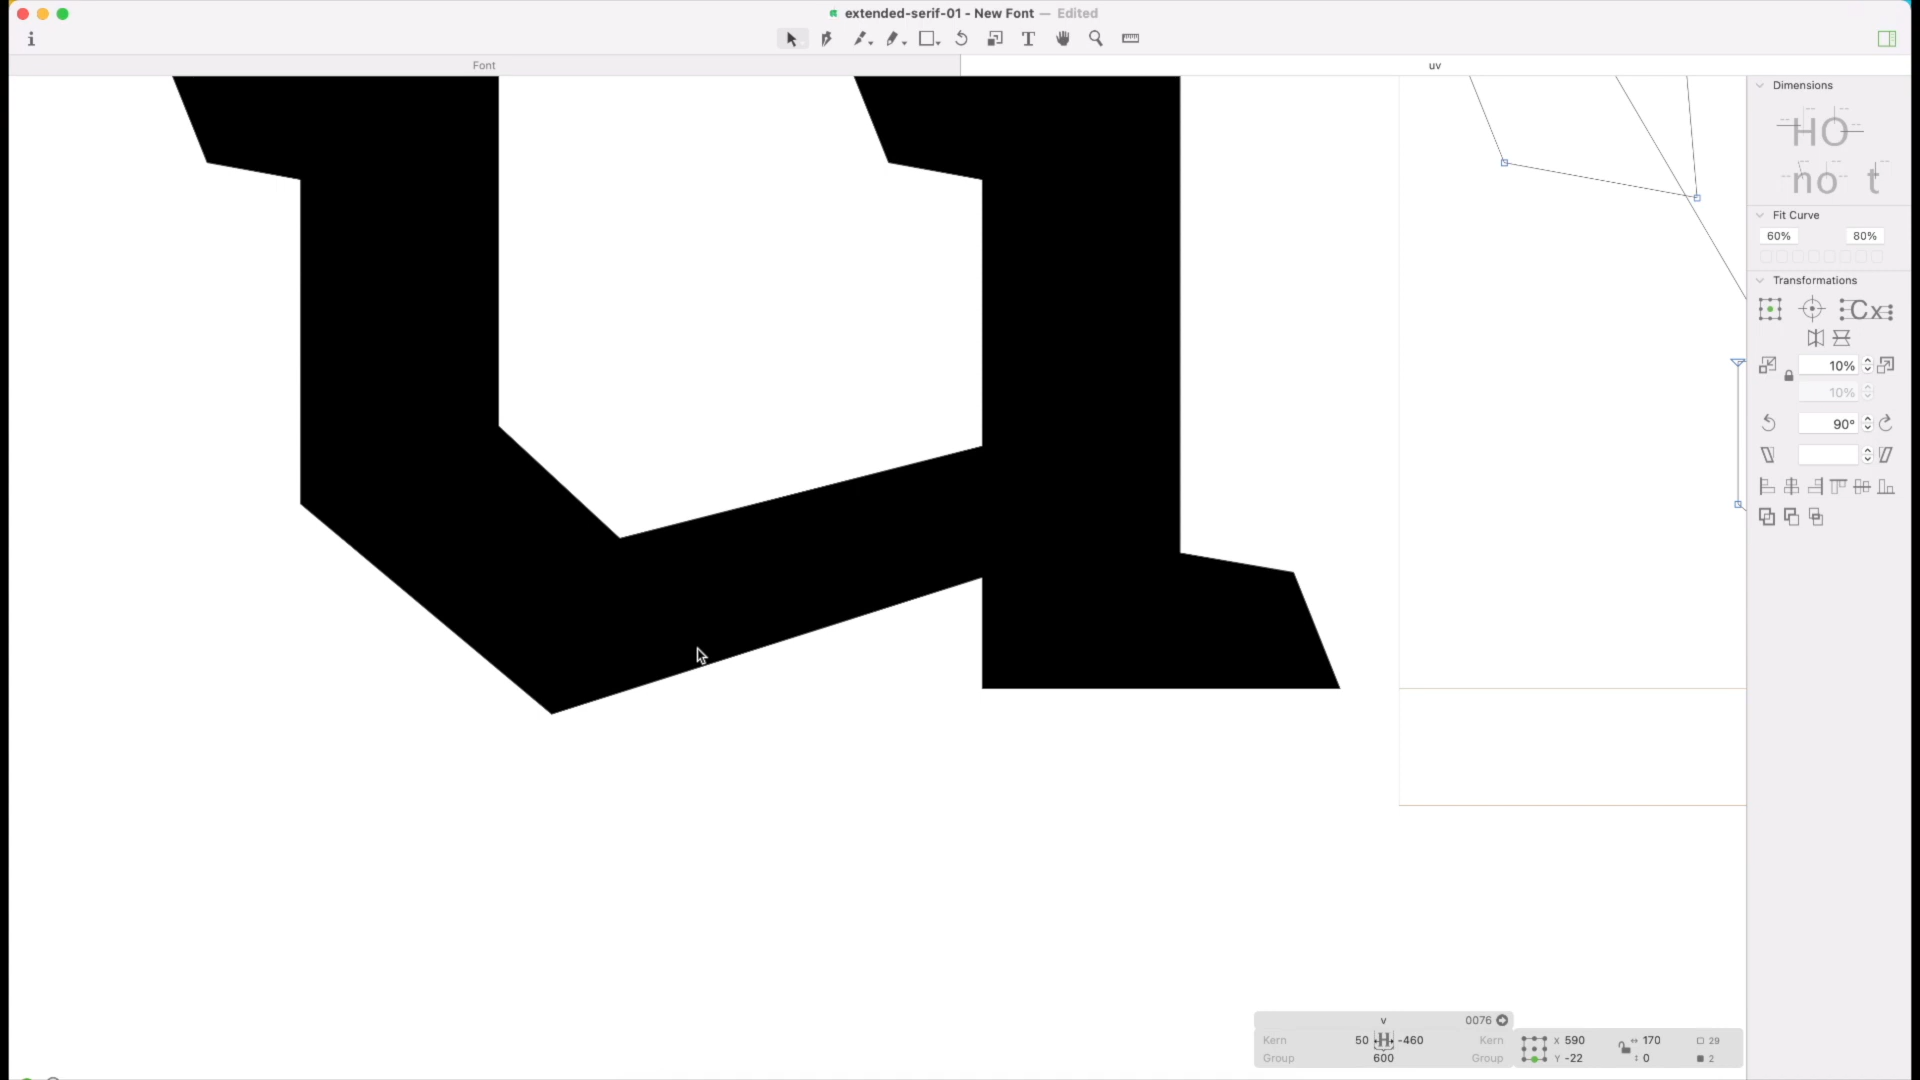 extended-serif-01 - New Font — Edited
Font
uv
Dimensions
HO
no t
Fit Curve
60% 80%
Transformations
Cx
10%
10%
90°
v 0076
Kern 50 H -460 Kern
Group 600 Group
X 590 170 29
Y -22 0 2